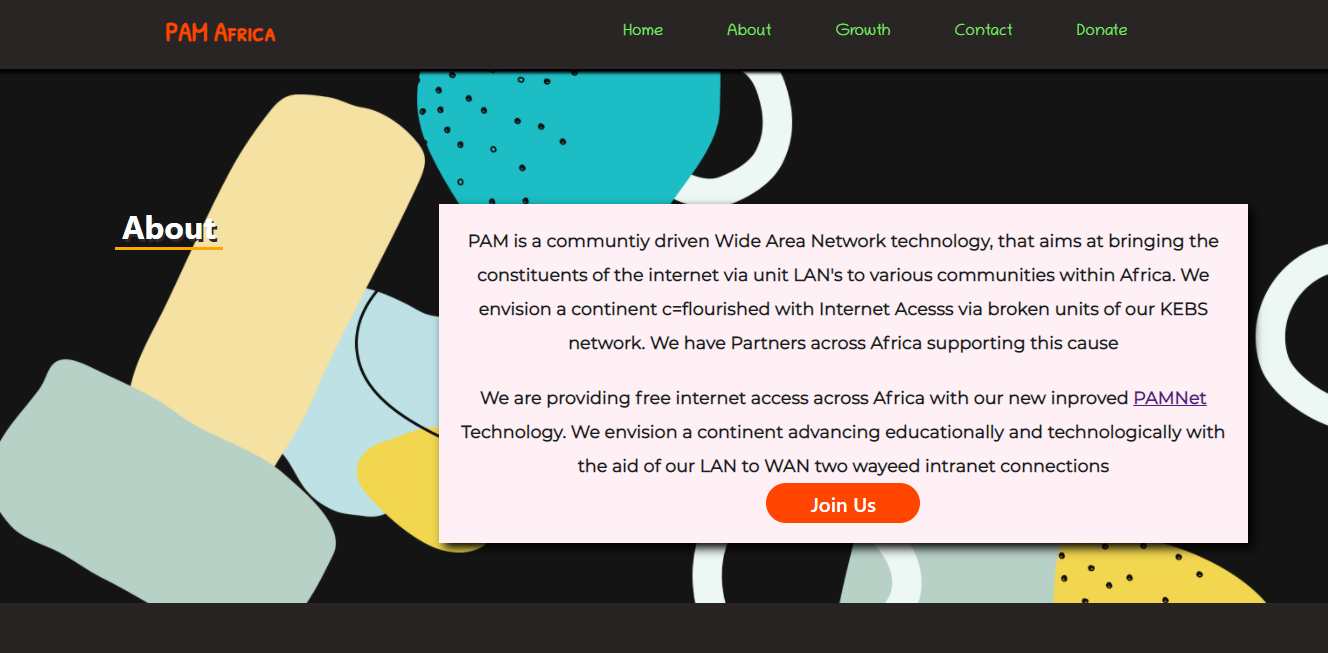 PAM Africa
Home About Growth Contact Donate
About
PAM is a communtiy driven Wide Area Network technology, that aims at bringing the
constituents of the internet via unit LAN's to various communities within Africa. We
envision a continent c=flourished with Internet Acesss via broken units of our KEBS
network. We have Partners across Africa supporting this cause
We are providing free internet access across Africa with our new inproved PAMNet
Technology. We envision a continent advancing educationally and technologically with
the aid of our LAN to WAN two wayeed intranet connections
Join Us